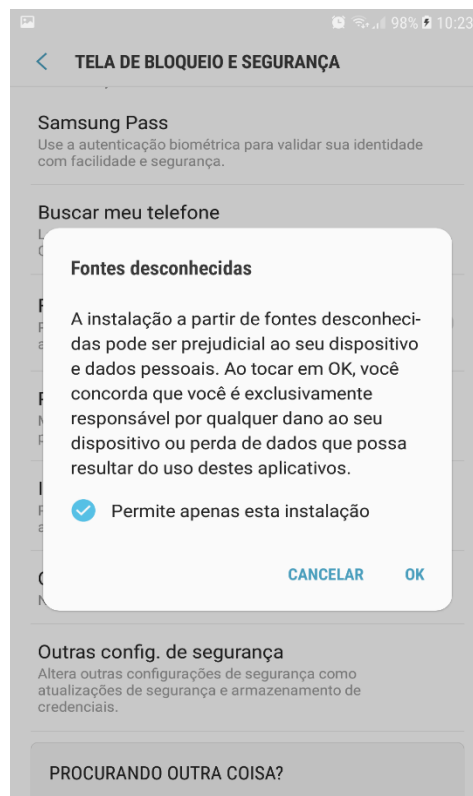 98% 10:23
TELA DE BLOQUEIO E SEGURANÇA
Samsung Pass
Use a autenticação biométrica para validar sua identidade
com facilidade e segurança.
Buscar meu telefone
Fontes desconhecidas
A instalação a partir de fontes desconheci-
das pode ser prejudicial ao seu dispositivo
e dados pessoais. Ao tocar em OK, você
concorda que você é exclusivamente
responsável por qualquer dano ao seu
dispositivo ou perda de dados que possa
resultar do uso destes aplicativos.
Permite apenas esta instalação
CANCELAR OK
Outras config. de segurança
Altera outras configurações de segurança como
atualizações de segurança e armazenamento de
credenciais.
PROCURANDO OUTRA COISA?